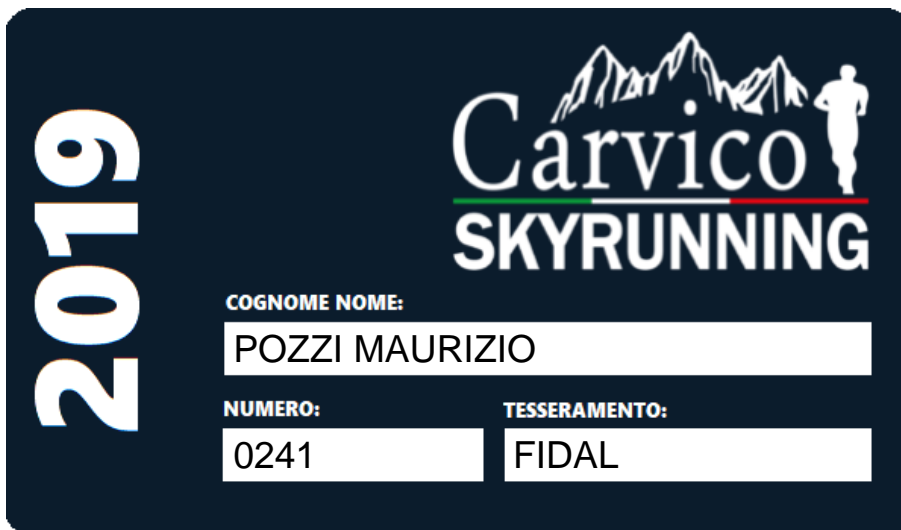 2019
Carvico
SKYRUNNING
COGNOME NOME:
POZZI MAURIZIO
NUMERO: TESSERAMENTO:
0241 FIDAL